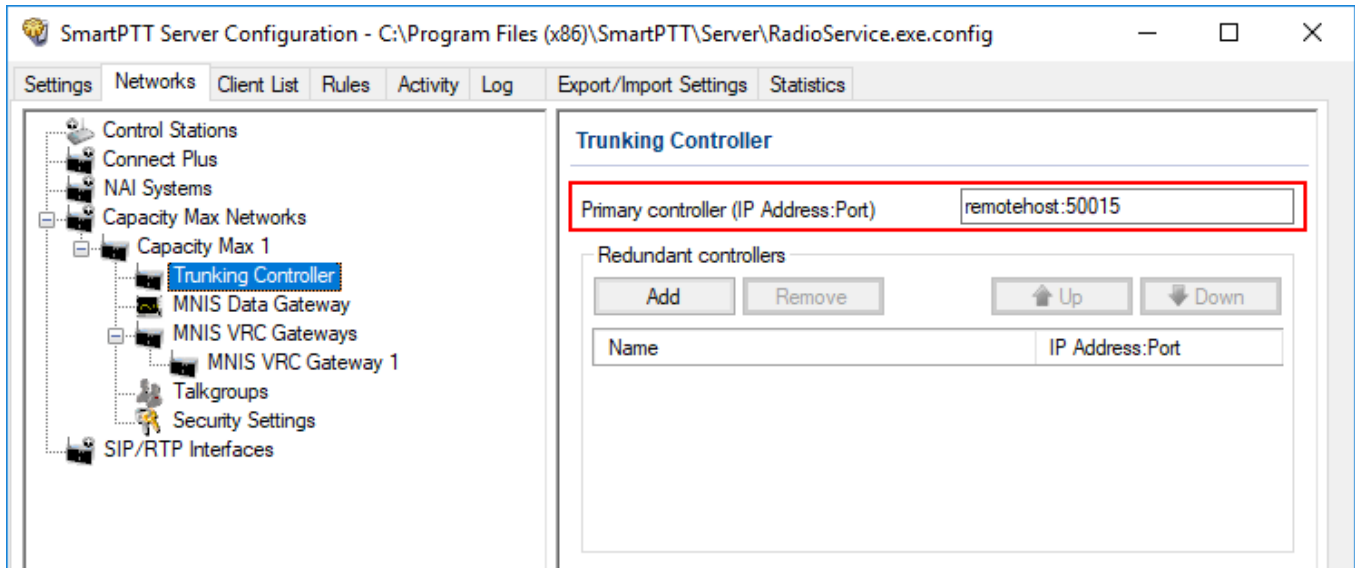 SmartPTT Server Configuration - C:\Program Files (x86)\SmartPTT\Server\RadioService.exe.config
Settings Networks Client List Rules Activity Log Export/Import Settings Statistics
Control Stations
Connect Plus
NAI Systems
Capacity Max Networks
Capacity Max 1
Trunking Controller
MNIS Data Gateway
MNIS VRC Gateways
MNIS VRC Gateway 1
Talkgroups
Security Settings
SIP/RTP Interfaces
Trunking Controller
Primary controller (IP Address:Port) remotehost:50015
Redundant controllers
Add Remove Up Down
Name IP Address:Port